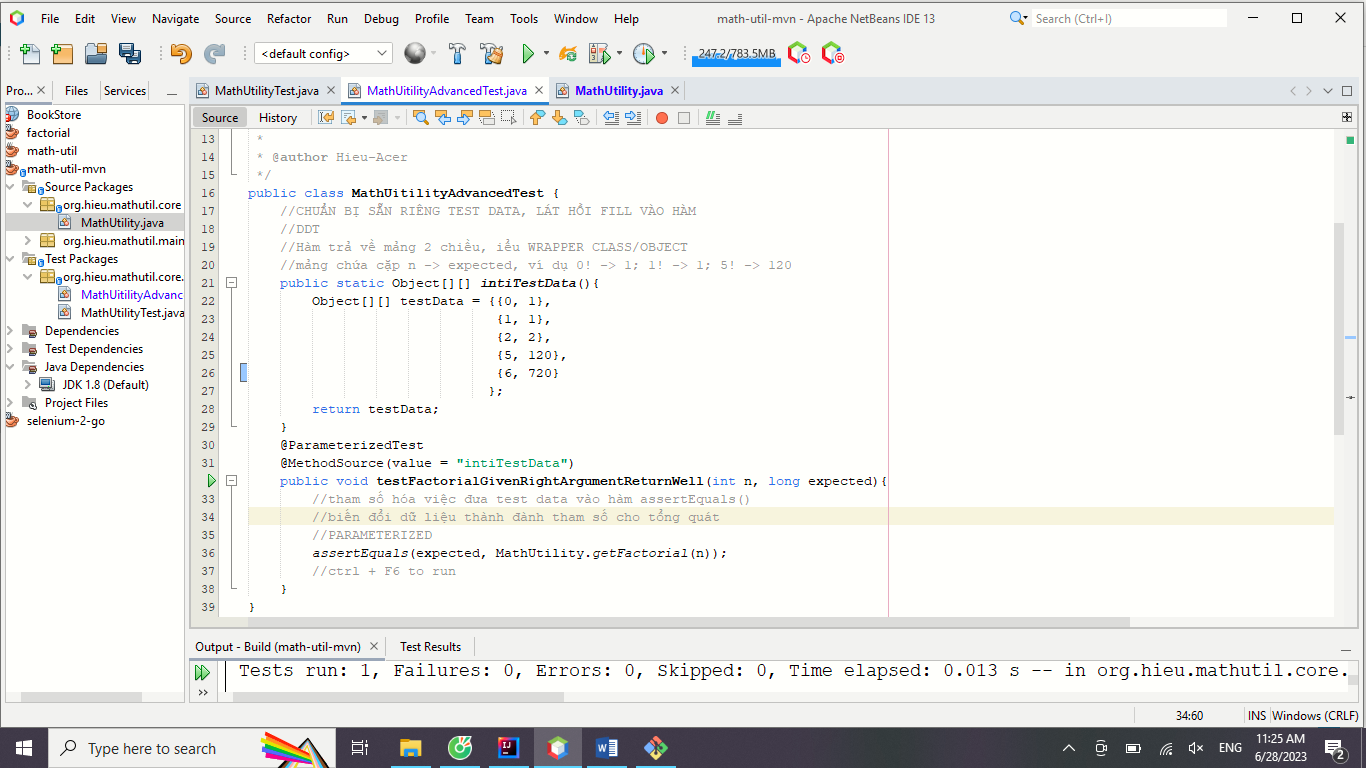 File Edit View Navigate Source Refactor Run Debug Profile Team Tools Window Help
math-util-mvn - Apache NetBeans IDE 13
Search (Ctrl+I)
<default config>
247.2/783.5MB
Pro... Files Services
MathUtilityTest.java
MathUitilityAdvancedTest.java
MathUtility.java
Source History
BookStore
factorial
math-util
math-util-mvn
Source Packages
org.hieu.mathutil.core
MathUtility.java
org.hieu.mathutil.main
Test Packages
org.hieu.mathutil.core.
MathUitilityAdvanc
MathUtilityTest.java
Dependencies
Test Dependencies
Java Dependencies
JDK 1.8 (Default)
Project Files
selenium-2-go
13 *
14 * @author Hieu-Acer
15 */
16 public class MathUitilityAdvancedTest {
17 //CHUẨN BỊ SẴN RIÊNG TEST DATA, LÁT HỒI FILL VÀO HÀM
18 //DDT
19 //Hàm trả về mảng 2 chiều, iểu WRAPPER CLASS/OBJECT
20 //mảng chứa cặp n -> expected, ví dụ 0! -> 1; 1! -> 1; 5! -> 120
21 public static Object[][] intiTestData(){
22 Object[][] testData = {{0, 1},
23 {1, 1},
24 {2, 2},
25 {5, 120},
26 {6, 720}
27 };
28 return testData;
29 }
30 @ParameterizedTest
31 @MethodSource(value = "intiTestData")
public void testFactorialGivenRightArgumentReturnWell(int n, long expected){
33 //tham số hóa việc đưa test data vào hàm assertEquals()
34 //biến đổi dữ liệu thành đành tham số cho tổng quát
35 //PARAMETERIZED
36 assertEquals(expected, MathUtility.getFactorial(n));
37 //ctrl + F6 to run
38 }
39 }
Output - Build (math-util-mvn) Test Results
Tests run: 1, Failures: 0, Errors: 0, Skipped: 0, Time elapsed: 0.013 s -- in org.hieu.mathutil.core.
34:60 INS Windows (CRLF)
Type here to search
ENG
11:25 AM
6/28/2023
2